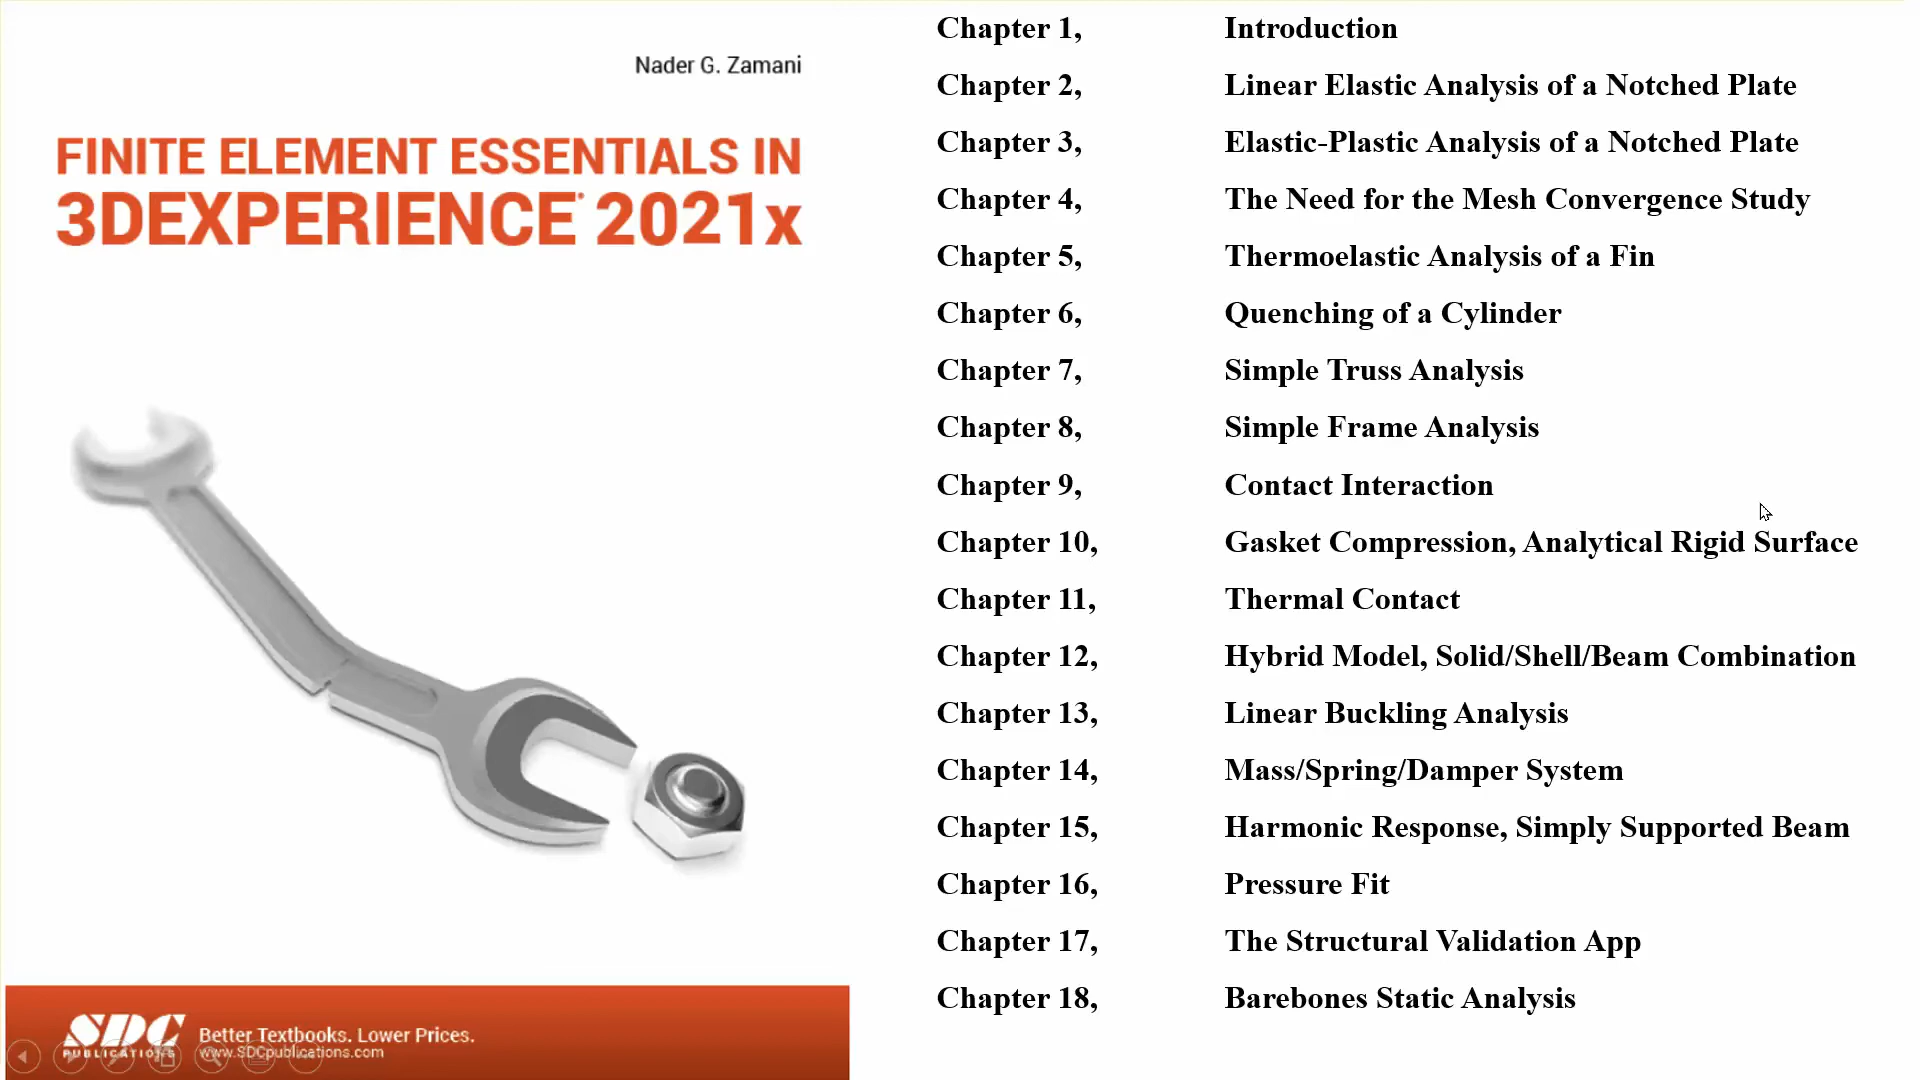 Nader G. Zamani
FINITE ELEMENT ESSENTIALS IN
3DEXPERIENCE® 2021x
SDC
PUBLICATIONS
Better Textbooks. Lower Prices.
www.SDCpublications.com
Chapter 1, Introduction
Chapter 2, Linear Elastic Analysis of a Notched Plate
Chapter 3, Elastic-Plastic Analysis of a Notched Plate
Chapter 4, The Need for the Mesh Convergence Study
Chapter 5, Thermoelastic Analysis of a Fin
Chapter 6, Quenching of a Cylinder
Chapter 7, Simple Truss Analysis
Chapter 8, Simple Frame Analysis
Chapter 9, Contact Interaction
Chapter 10, Gasket Compression, Analytical Rigid Surface
Chapter 11, Thermal Contact
Chapter 12, Hybrid Model, Solid/Shell/Beam Combination
Chapter 13, Linear Buckling Analysis
Chapter 14, Mass/Spring/Damper System
Chapter 15, Harmonic Response, Simply Supported Beam
Chapter 16, Pressure Fit
Chapter 17, The Structural Validation App
Chapter 18, Barebones Static Analysis